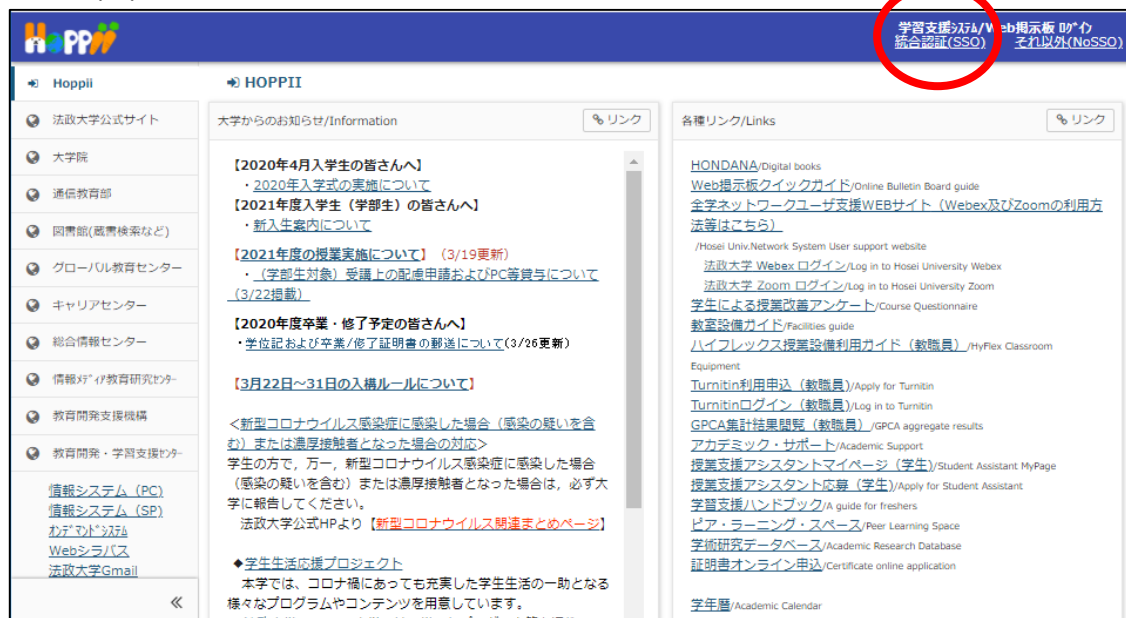 Hoppii
学習支援ｼｽﾃﾑ/Web掲示板 ﾛｸﾞｲﾝ
統合認証(SSO) それ以外(NoSSO)
Hoppii
法政大学公式サイト
大学院
通信教育部
図書館(蔵書検索など)
グローバル教育センター
キャリアセンター
総合情報センター
情報ﾒﾃﾞｨｱ教育研究ｾﾝﾀｰ
教育開発支援機構
教育開発・学習支援ｾﾝﾀｰ
情報システム（PC）
情報システム（SP）
ｵﾝﾃﾞﾏﾝﾄﾞｼｽﾃﾑ
Webシラバス
法政大学Gmail
HOPPII
大学からのお知らせ/Information リンク
【2020年4月入学生の皆さんへ】
・2020年入学式の実施について
【2021年度入学生（学部生）の皆さんへ】
・新入生案内について
【2021年度の授業実施について】（3/19更新）
・（学部生対象）受講上の配慮申請およびPC等貸与について
（3/22掲載）
【2020年度卒業・修了予定の皆さんへ】
・学位記および卒業/修了証明書の郵送について(3/26更新)
【3月22日～31日の入構ルールについて】
＜新型コロナウイルス感染症に感染した場合（感染の疑いを含
む）または濃厚接触者となった場合の対応＞
学生の方で，万一，新型コロナウイルス感染症に感染した場合
（感染の疑いを含む）または濃厚接触者となった場合は，必ず大
学に報告してください。
法政大学公式HPより【新型コロナウイルス関連まとめページ】
◆学生生活応援プロジェクト
本学では、コロナ禍にあっても充実した学生生活の一助となる
様々なプログラムやコンテンツを用意しています。
各種リンク/Links リンク
HONDANA/Digital books
Web掲示板クイックガイド/Online Bulletin Board guide
全学ネットワークユーザ支援WEBサイト（Webex及びZoomの利用方
法等はこちら）
/Hosei Univ.Network System User support website
法政大学 Webex ログイン/Log in to Hosei University Webex
法政大学 Zoom ログイン/Log in to Hosei University Zoom
学生による授業改善アンケート/Course Questionnaire
教室設備ガイド/Facilities guide
ハイフレックス授業設備利用ガイド（教職員）/HyFlex Classroom
Equipment
Turnitin利用申込（教職員）/Apply for Turnitin
Turnitinログイン（教職員）/Log in to Turnitin
GPCA集計結果閲覧（教職員）/GPCA aggregate results
アカデミック・サポート/Academic Support
授業支援アシスタントマイページ（学生）/Student Assistant MyPage
授業支援アシスタント応募（学生）/Apply for Student Assistant
学習支援ハンドブック/A guide for freshers
ピア・ラーニング・スペース/Peer Learning Space
学術研究データベース/Academic Research Database
証明書オンライン申込/Certificate online application
学年暦/Academic Calendar